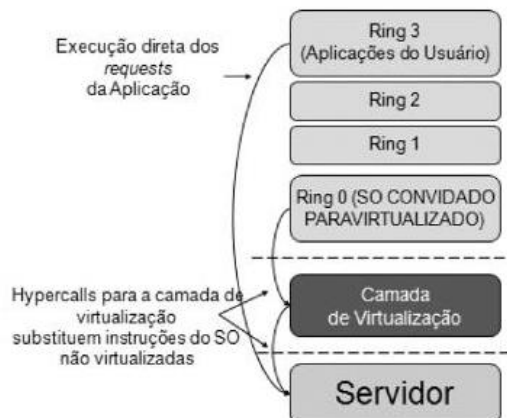 Execução direta dos
requests
da Aplicação
Ring 3
(Aplicações do Usuário)
Ring 2
Ring 1
Ring 0 (SO CONVIDADO
PARAVIRTUALIZADO)
Hypercalls para a camada de
virtualização
substituem instruções do SO
não virtualizadas
Camada
de Virtualização
Servidor